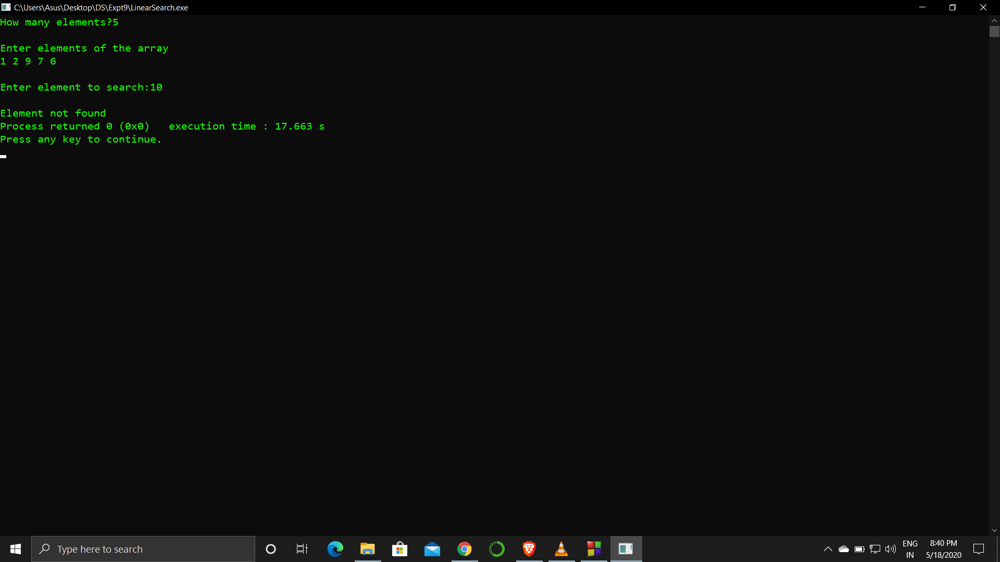 C:\Users\Asus\Desktop\DS\Expt9\LinearSearch.exe
How many elements?5
Enter elements of the array
1 2 9 7 6
Enter element to search:10
Element not found
Process returned 0 (0x0)   execution time : 17.663 s
Press any key to continue.
Type here to search
ENG
IN
8:40 PM
5/18/2020